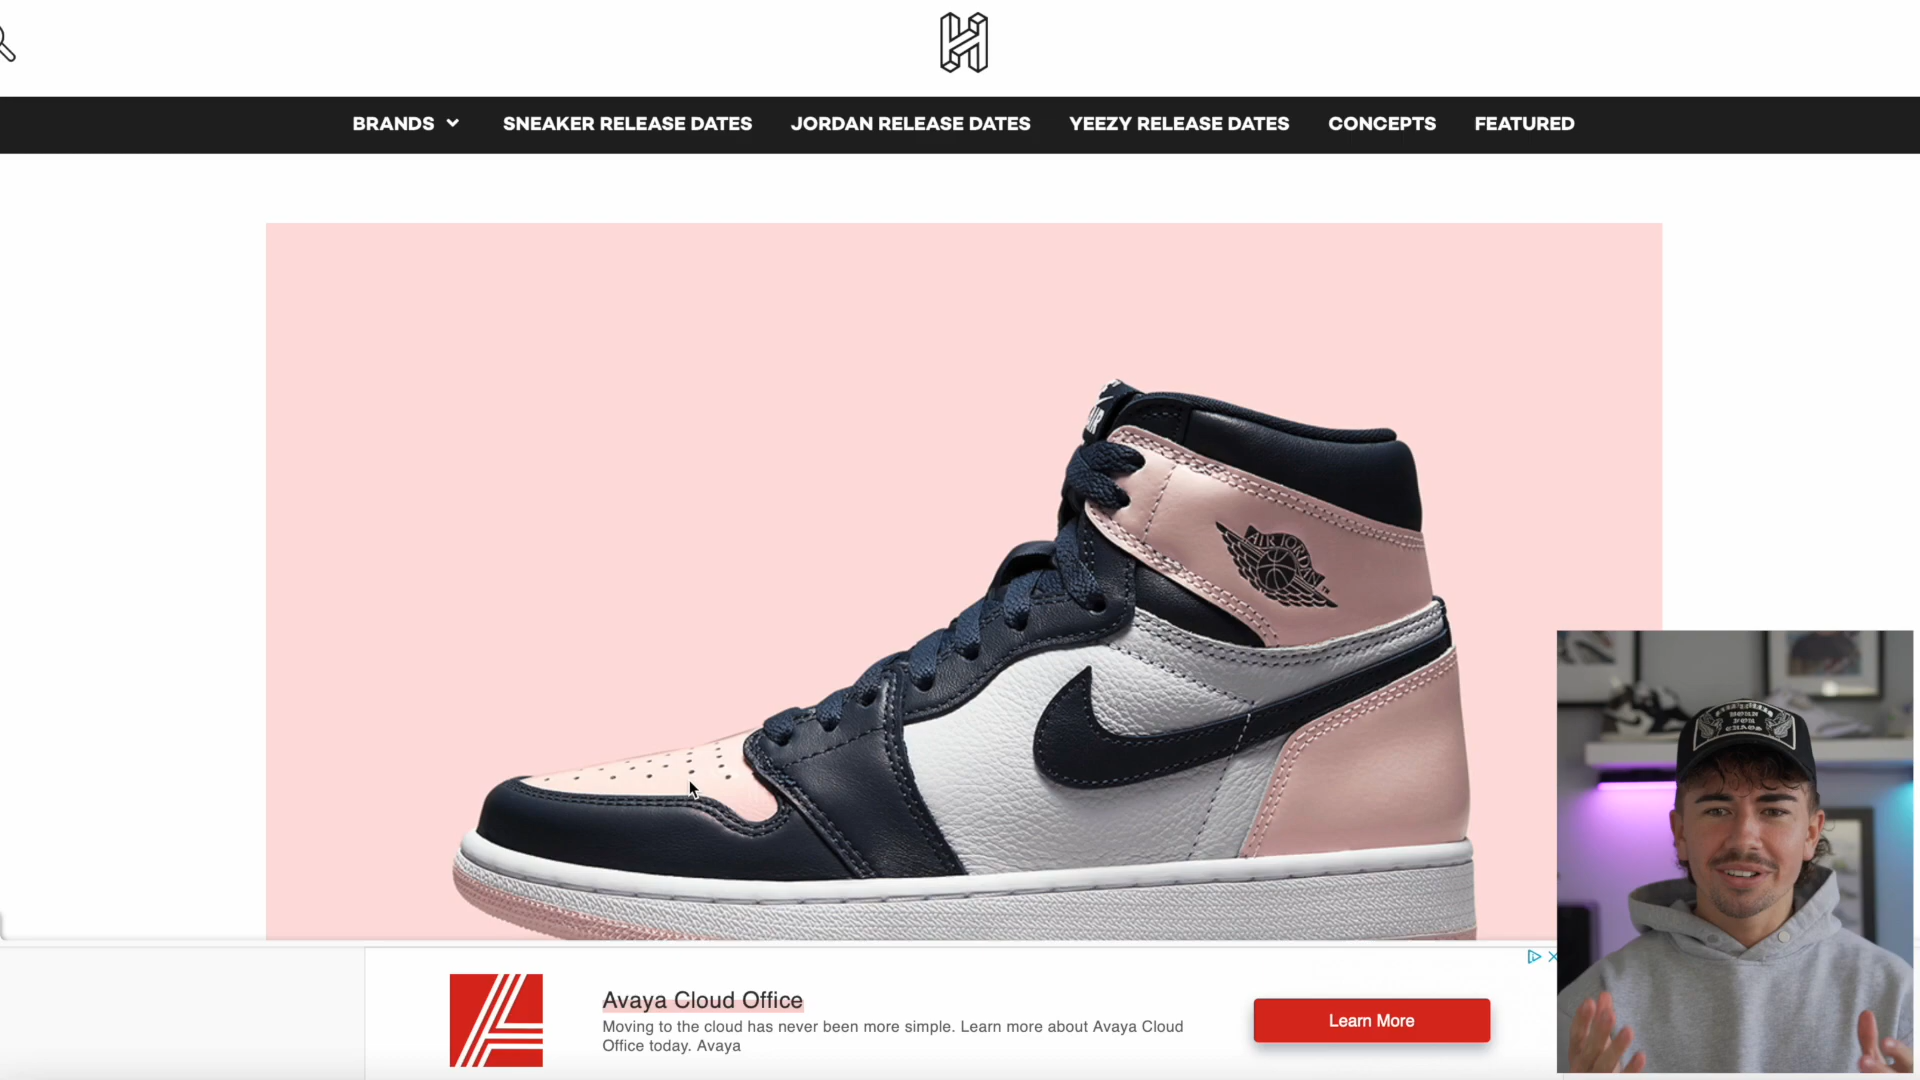 BRANDS
SNEAKER RELEASE DATES
JORDAN RELEASE DATES
YEEZY RELEASE DATES
CONCEPTS
FEATURED
AIR JORDAN
Avaya Cloud Office
Moving to the cloud has never been more simple. Learn more about Avaya Cloud
Office today. Avaya
Learn More